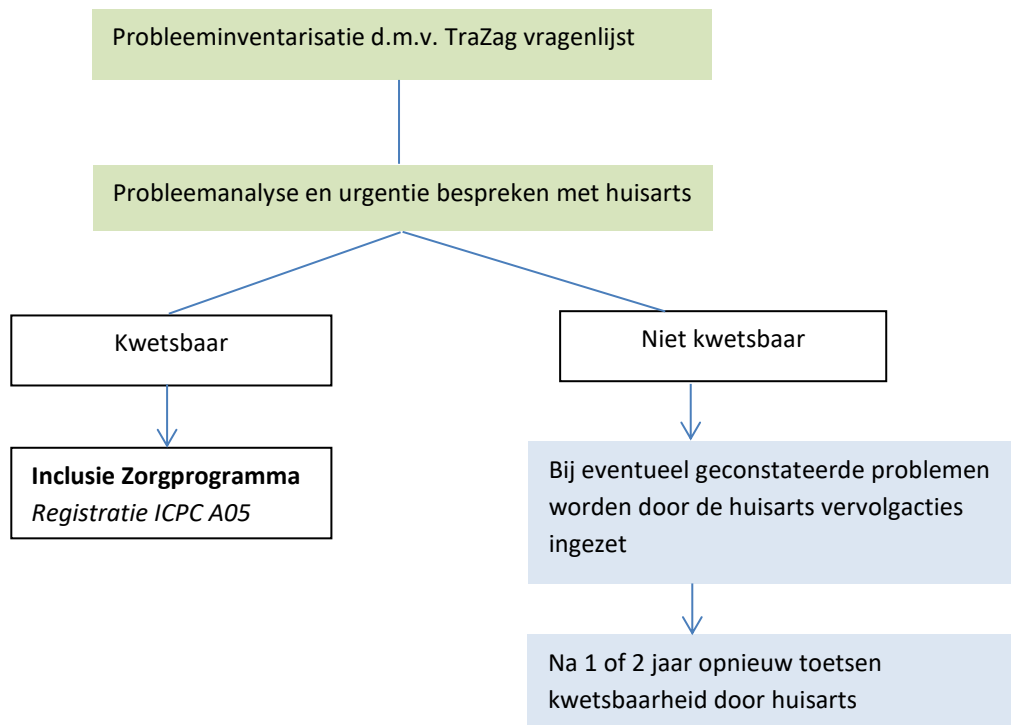 Probleeminventarisatie d.m.v. TraZag vragenlijst
Probleemanalyse en urgentie bespreken met huisarts
Kwetsbaar
Niet kwetsbaar
Inclusie Zorgprogramma
Registratie ICPC A05
Bij eventueel geconstateerde problemen
worden door de huisarts vervolgacties
ingezet
Na 1 of 2 jaar opnieuw toetsen
kwetsbaarheid door huisarts